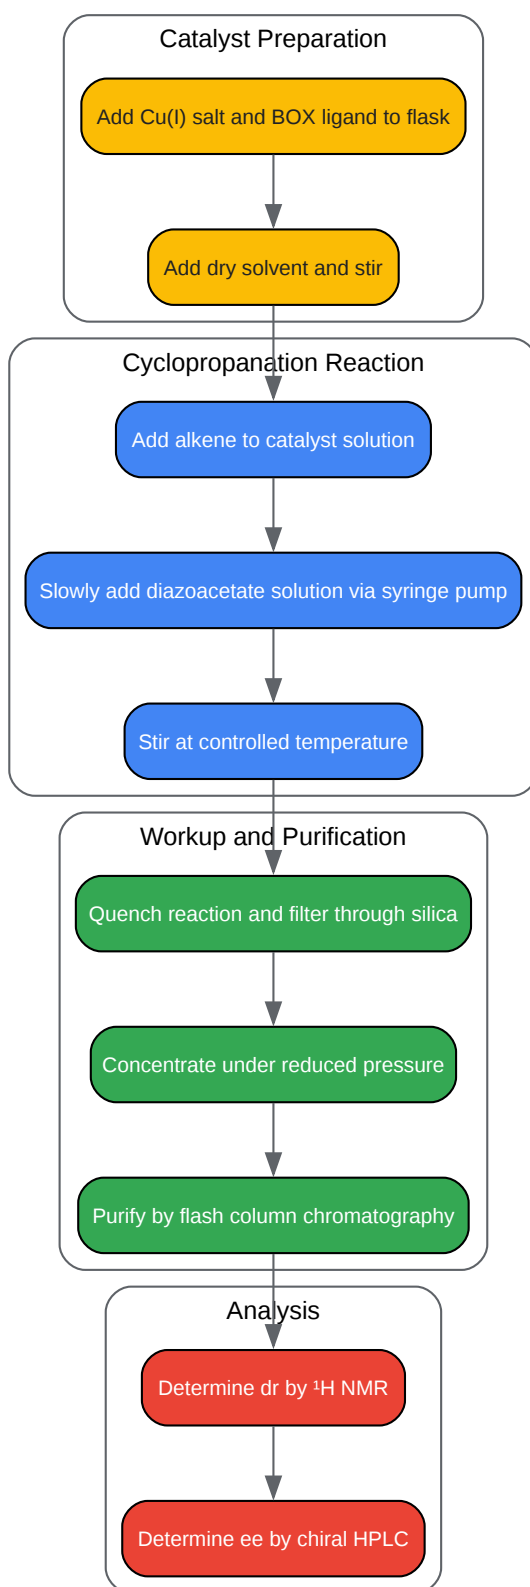 Catalyst Preparation
Add Cu(I) salt and BOX ligand to flask
Add dry solvent and stir
Cyclopropanation Reaction
Add alkene to catalyst solution
Slowly add diazoacetate solution via syringe pump
Stir at controlled temperature
Workup and Purification
Quench reaction and filter through silica
Concentrate under reduced pressure
Purify by flash column chromatography
Analysis
Determine dr by ¹H NMR
Determine ee by chiral HPLC